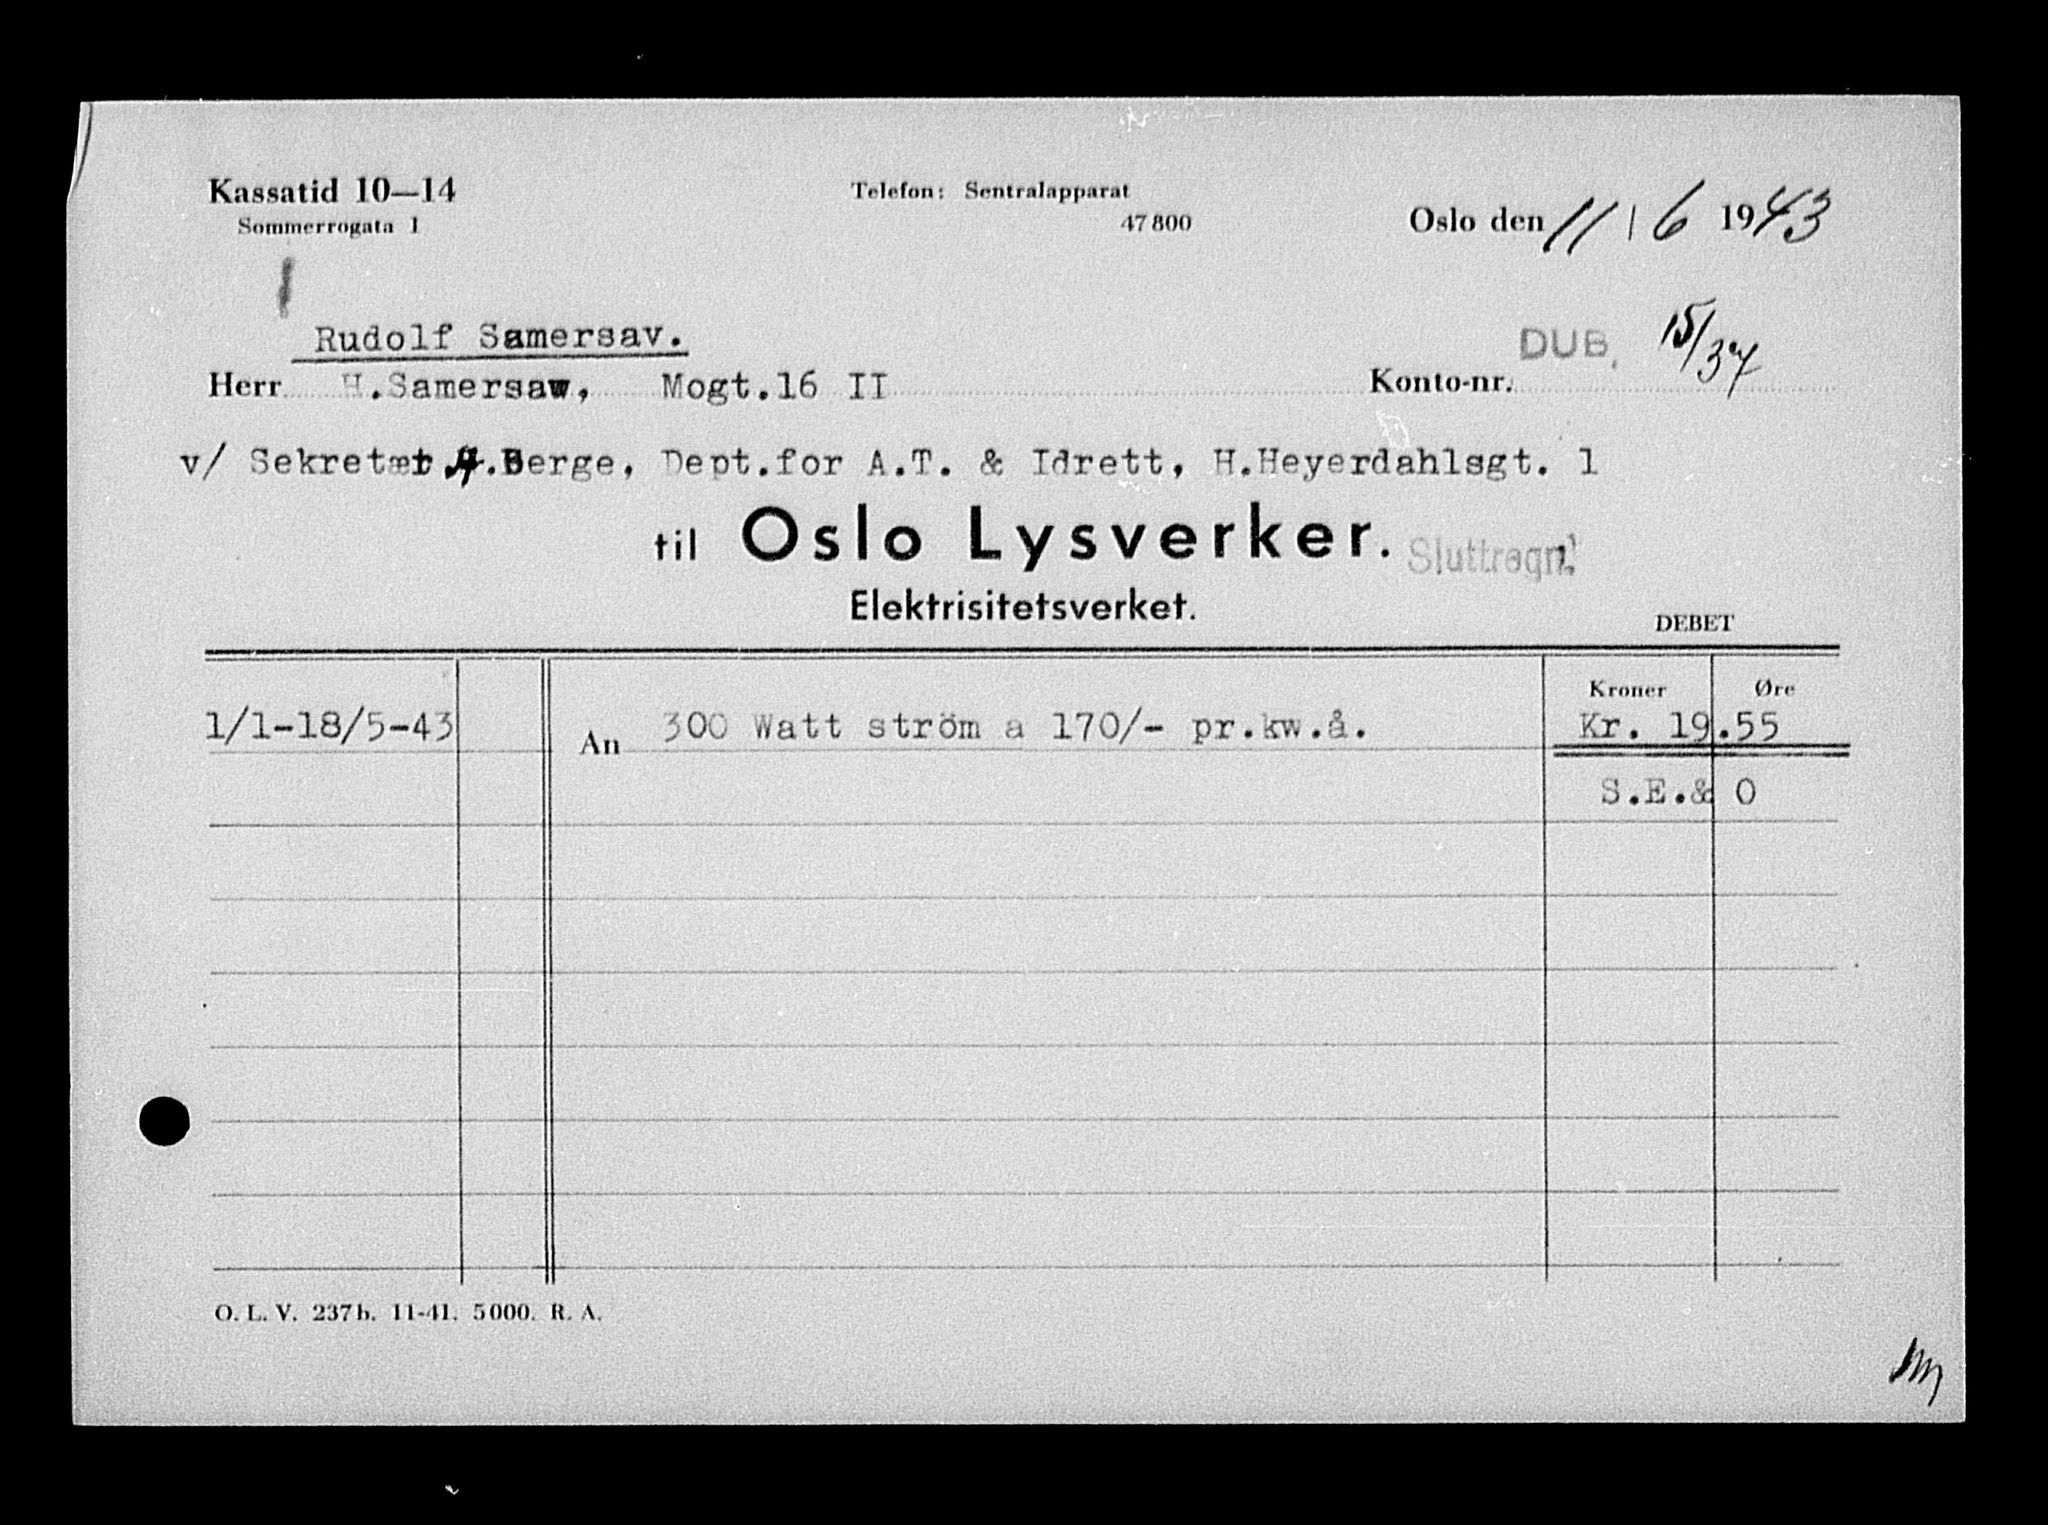 Kassatid 10—14
Sommerrogata 1
Telefon: Sentralapparat
47800
Oslo den 11 / 6 1943
Rudolf Samersav.
DUB. 15/37
Herr H.Samersaw, Mogt.16 II Konto-nr.
v/ Sekretær A.Berge, Dept.for A.T. & Idrett, H.Heyerdahlsgt. 1
til Oslo Lysverker. Sluttregn.
Elektrisitetsverket.
DEBET
Kroner Øre
1/1-18/5-43 An 300 Watt ström a 170/- pr.kw.å. Kr. 19.55
S.E.& O
O. L. V. 237b. 11-41. 5000. R. A.